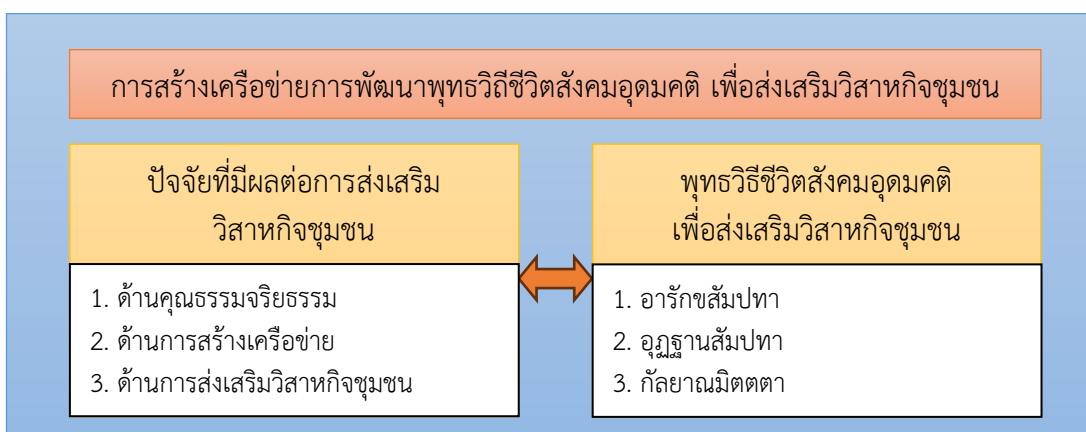 การสร้างเครือข่ายการพัฒนาพุทธวิถีชีวิตสังคมอุดมคติ เพื่อส่งเสริมวิสาหกิจชุมชน
ปัจจัยที่มีผลต่อการส่งเสริม
วิสาหกิจชุมชน
1. ด้านคุณธรรมจริยธรรม
2. ด้านการสร้างเครือข่าย
3. ด้านการส่งเสริมวิสาหกิจชุมชน
พุทธวิธีชีวิตสังคมอุดมคติ
เพื่อส่งเสริมวิสาหกิจชุมชน
1. อารักขสัมปทา
2. อุฏฐานสัมปทา
3. กัลยาณมิตตตา